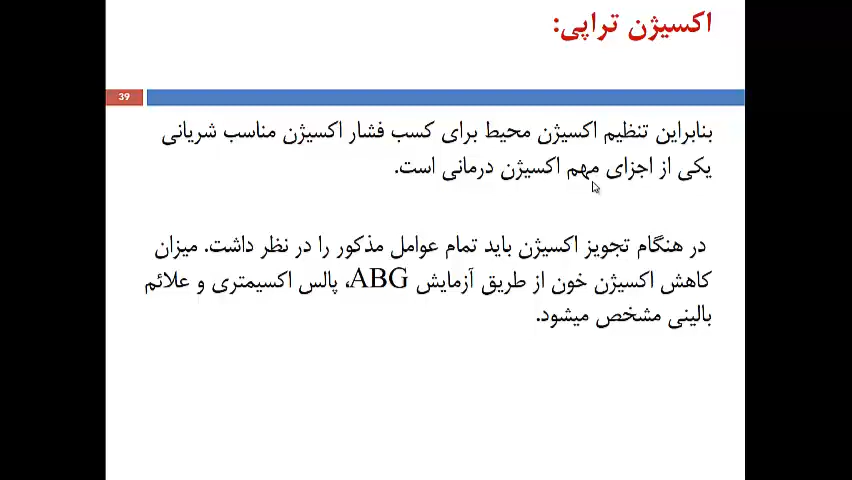 اکسیژن تراپی:
39
بنابراین تنظیم اکسیژن محیط برای کسب فشار اکسیژن مناسب شریانی
یکی از اجزای مهم اکسیژن درمانی است.
در هنگام تجویز اکسیژن باید تمام عوامل مذکور را در نظر داشت. میزان
کاهش اکسیژن خون از طریق آزمایش ABG، پالس اکسیمتری و علائم
بالینی مشخص میشود.